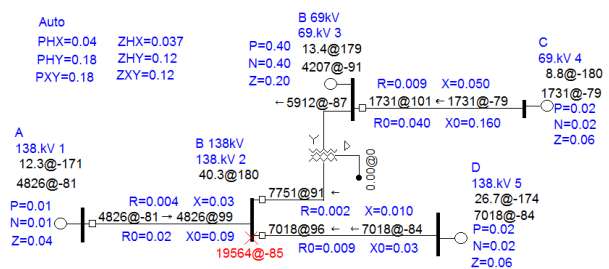 Auto
PHX=0.04 ZHX=0.037
PHY=0.18 ZHY=0.12
PXY=0.18 ZXY=0.12
B 69kV
69.kV 3
P=0.40 13.4@179
N=0.40 4207@-91
Z=0.20
←5912@-87
C
69.kV 4
8.8@-180
1731@-79
R=0.009 X=0.050
1731@101 ← 1731@-79
R0=0.040 X0=0.160
P=0.02
N=0.02
Z=0.06
Y
0.00@0
A
138.kV 1
12.3@-171
4826@-81
P=0.01
N=0.01
Z=0.04
R=0.004 X=0.03
4826@-81 → 4826@99
R0=0.02 X0=0.09
B 138kV
138.kV 2
40.3@180
7751@91 ←
19564@-85
R=0.002 X=0.010
7018@96 ← ← 7018@-84
R0=0.009 X0=0.03
D
138.kV 5
26.7@-174
7018@-84
P=0.02
N=0.02
Z=0.06